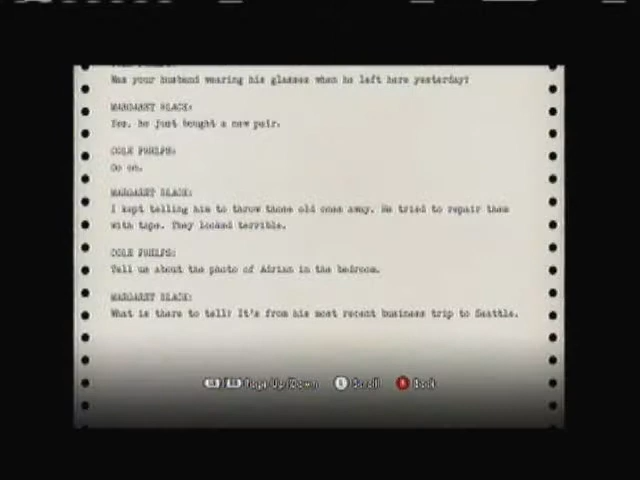 COLE PHELPS:
Was your husband wearing his glasses when he left here yesterday?
MARGARET BLACK:
Yes, he just bought a new pair.
COLE PHELPS:
Go on.
MARGARET BLACK:
I kept telling him to throw those old ones away. He tried to repair them
with tape. They looked terrible.
COLE PHELPS:
Tell us about the photo of Adrian in the bedroom.
MARGARET BLACK:
What is there to tell? It's from his most recent business trip to Seattle.
LB / RB Page Up/Down L Scroll B Back